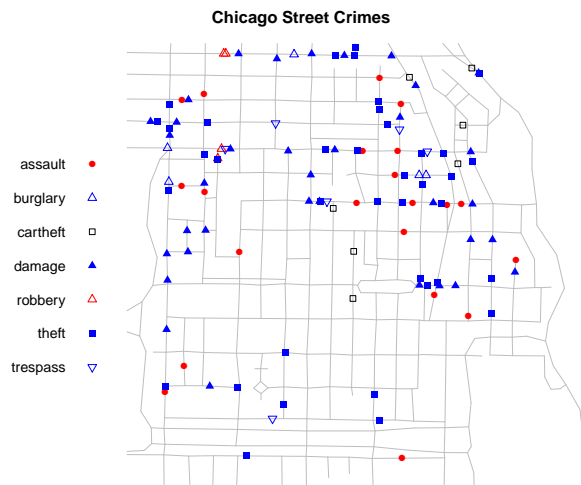 Chicago Street Crimes
assault
burglary
cartheft
damage
robbery
theft
trespass